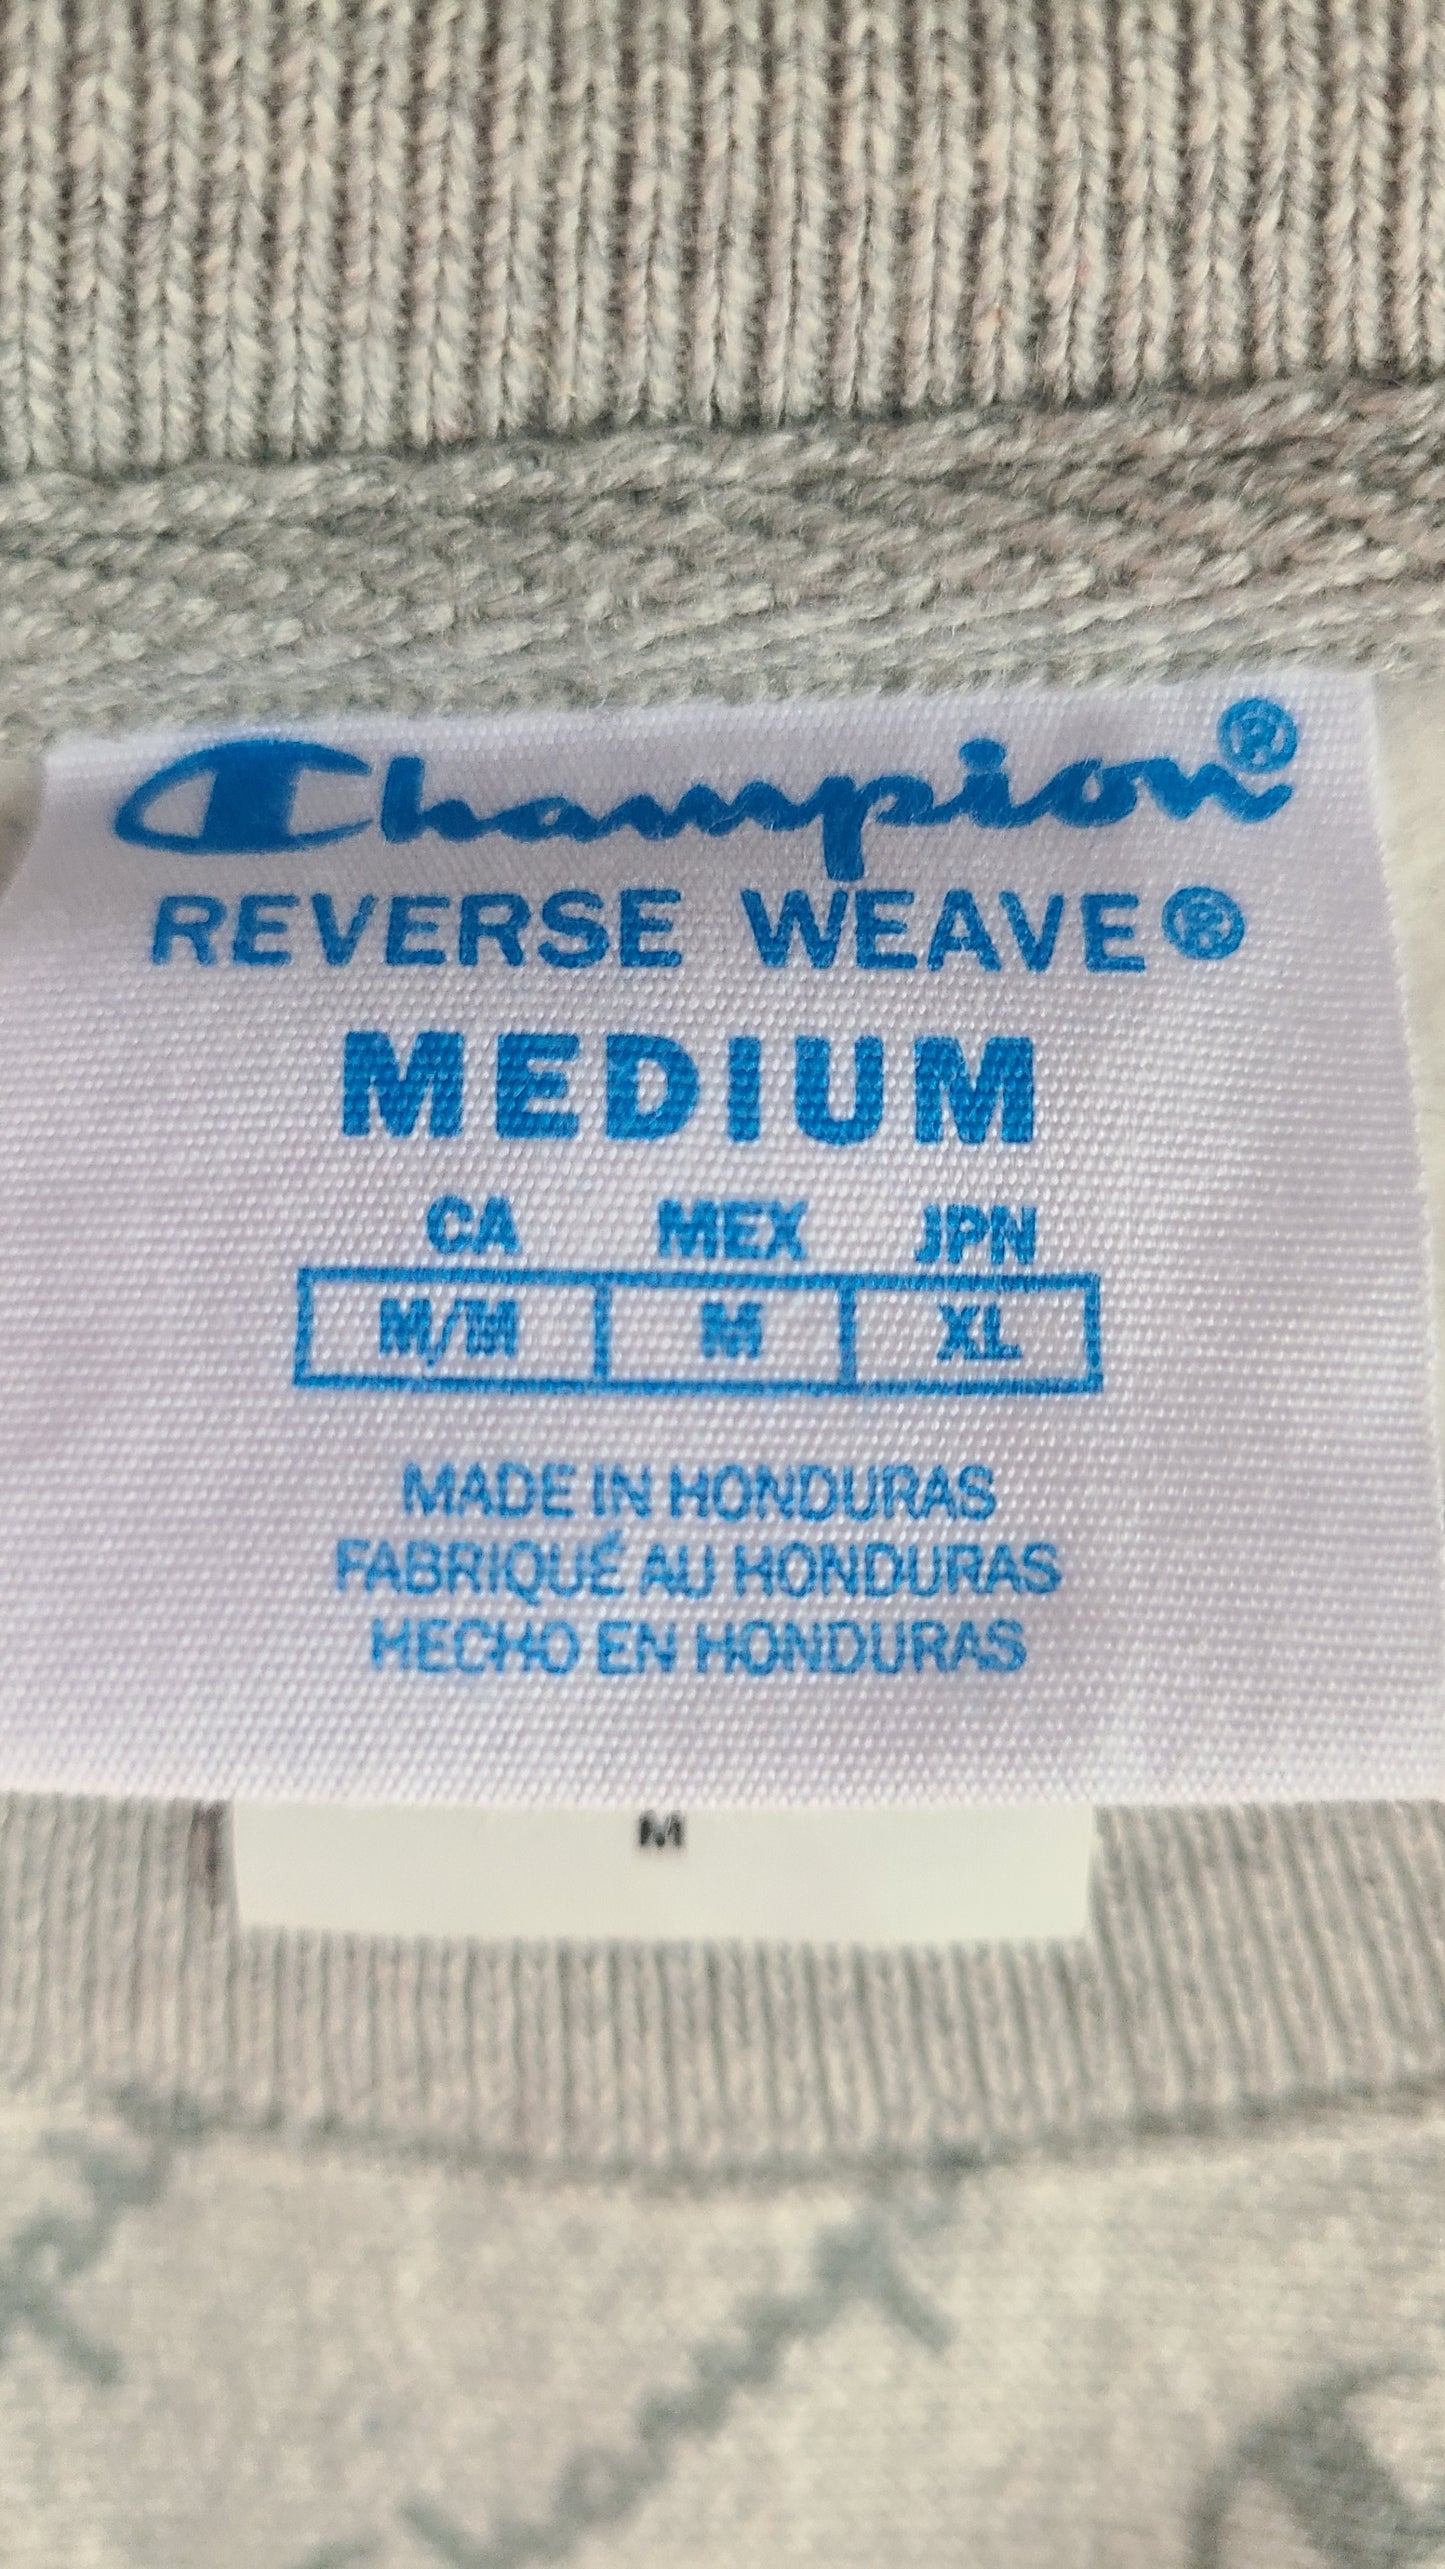 Champion®
REVERSE WEAVE®
MEDIUM
CA MEX JPN
M/M M XL
MADE IN HONDURAS
FABRIQUÉ AU HONDURAS
HECHO EN HONDURAS
M